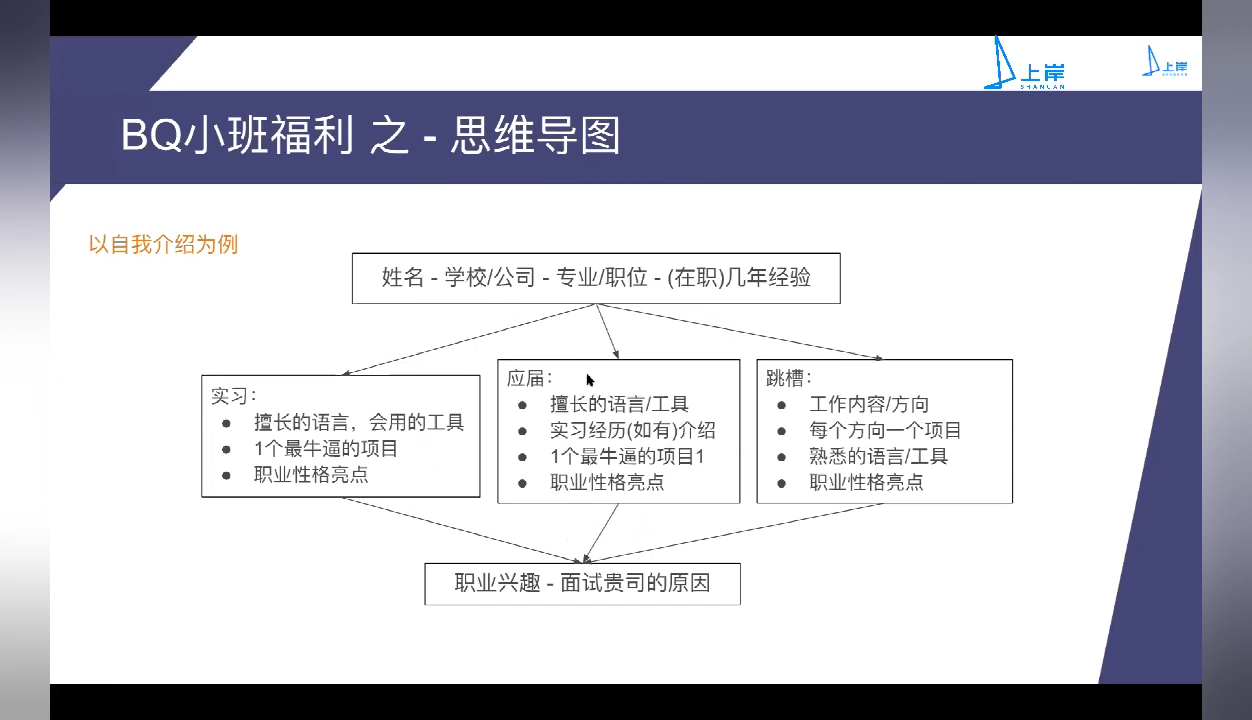 上岸
SHANGAN
上岸
BQ小班福利 之 - 思维导图
以自我介绍为例
姓名 - 学校/公司 - 专业/职位 - (在职)几年经验
实习：
● 擅长的语言，会用的工具
● 1个最牛逼的项目
● 职业性格亮点
应届：
● 擅长的语言/工具
● 实习经历(如有)介绍
● 1个最牛逼的项目1
● 职业性格亮点
跳槽：
● 工作内容/方向
● 每个方向一个项目
● 熟悉的语言/工具
● 职业性格亮点
职业兴趣 - 面试贵司的原因